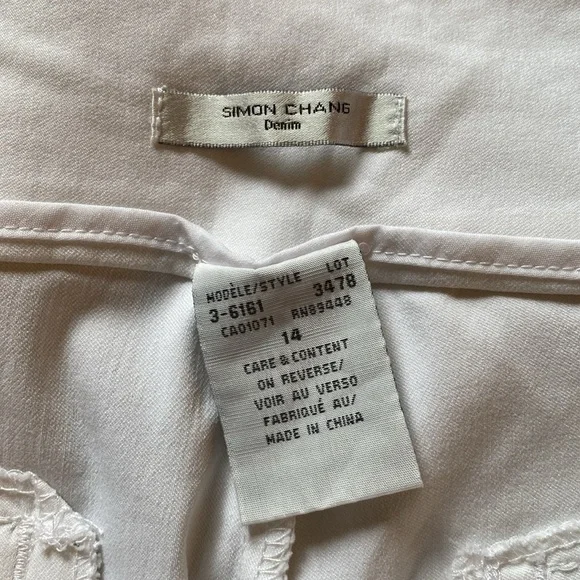 SIMON CHANG
Denim
MODÈLE/STYLE LOT
3-6161 3478
CA01071 RN89448
14
CARE & CONTENT
ON REVERSE/
VOIR AU VERSO
FABRIQUÉ AU/
MADE IN CHINA